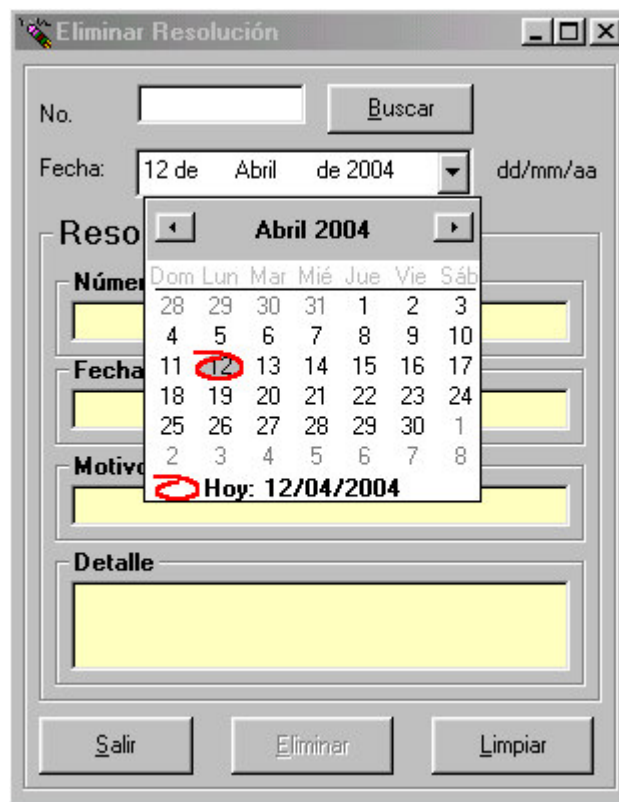 Eliminar Resolución
No. Buscar
Fecha: 12 de Abril de 2004 dd/mm/aa
Reso
Abril 2004
Númer
Dom Lun Mar Mié Jue Vie Sáb
28 29 30 31 1 2 3
4 5 6 7 8 9 10
Fecha
11 12 13 14 15 16 17
18 19 20 21 22 23 24
25 26 27 28 29 30 1
2 3 4 5 6 7 8
Motivo
Hoy: 12/04/2004
Detalle
Salir Eliminar Limpiar